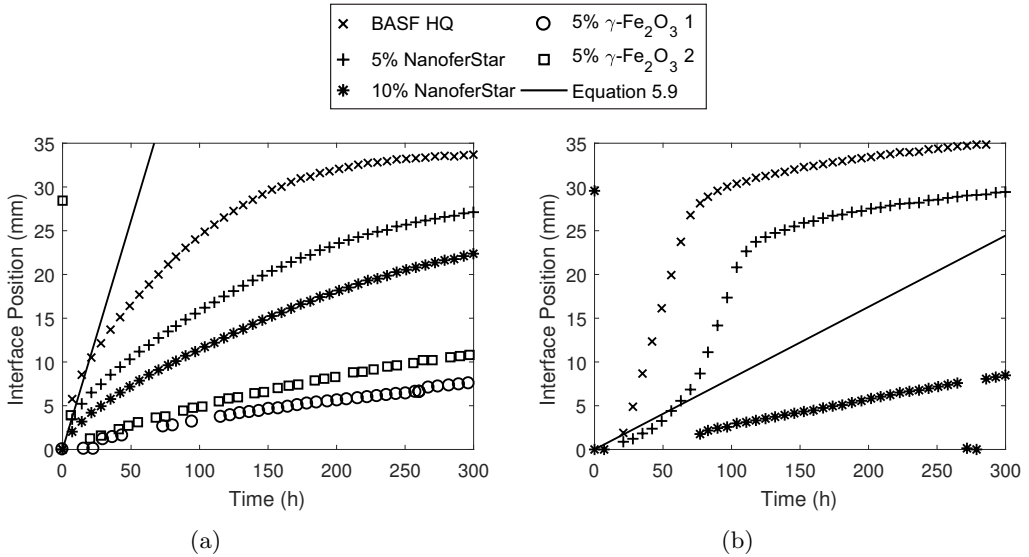 BASF HQ
5% NanoferStar
10% NanoferStar
5% γ-Fe₂O₃ 1
5% γ-Fe₂O₃ 2
Equation 5.9
35
30
25
20
15
10
5
0
Interface Position (mm)
0 50 100 150 200 250 300
Time (h)
(a)
35
30
25
20
15
10
5
0
Interface Position (mm)
0 50 100 150 200 250 300
Time (h)
(b)